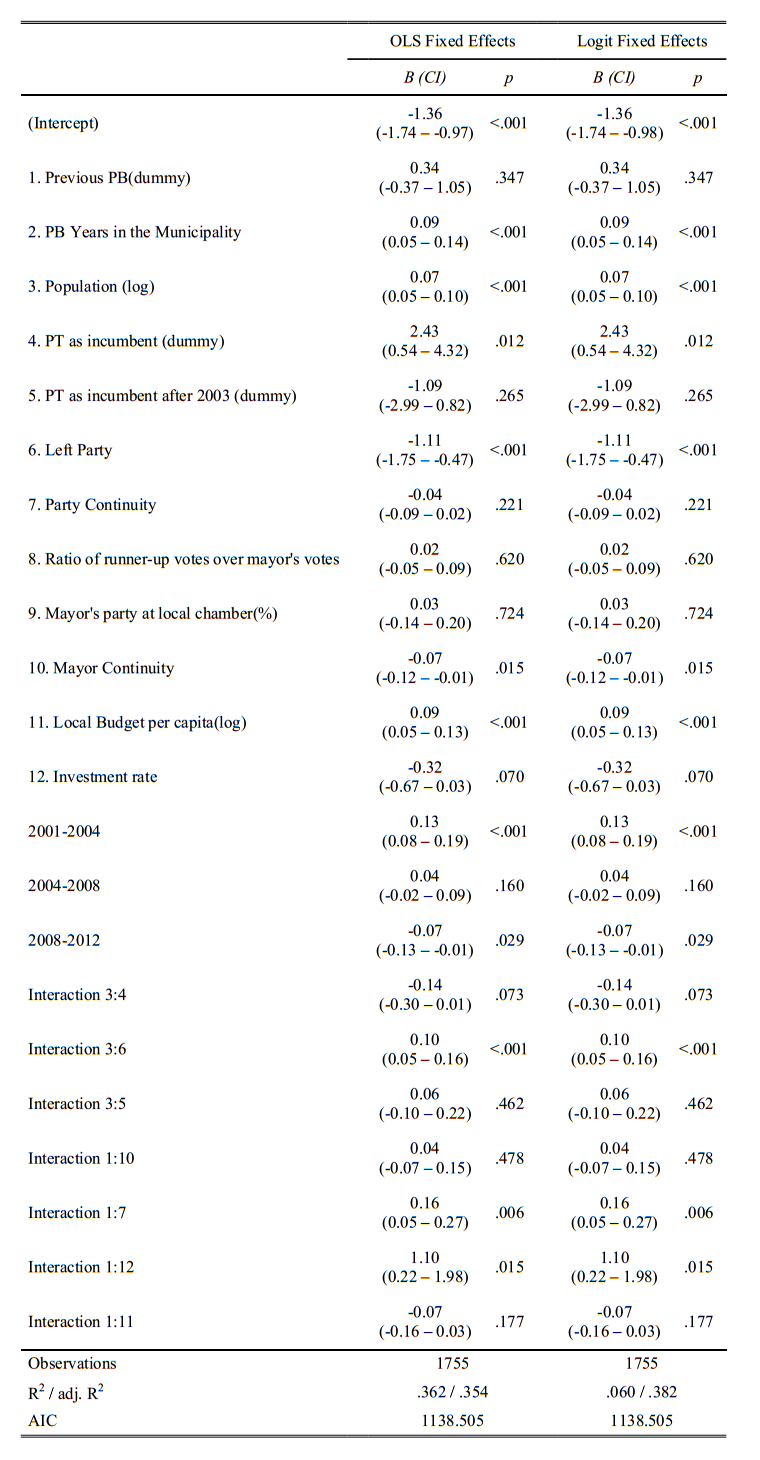 OLS Fixed Effects Logit Fixed Effects
B (CI) p B (CI) p
(Intercept) -1.36 (-1.74 – -0.97) <.001 -1.36 (-1.74 – -0.98) <.001
1. Previous PB(dummy) 0.34 (-0.37 – 1.05) .347 0.34 (-0.37 – 1.05) .347
2. PB Years in the Municipality 0.09 (0.05 – 0.14) <.001 0.09 (0.05 – 0.14) <.001
3. Population (log) 0.07 (0.05 – 0.10) <.001 0.07 (0.05 – 0.10) <.001
4. PT as incumbent (dummy) 2.43 (0.54 – 4.32) .012 2.43 (0.54 – 4.32) .012
5. PT as incumbent after 2003 (dummy) -1.09 (-2.99 – 0.82) .265 -1.09 (-2.99 – 0.82) .265
6. Left Party -1.11 (-1.75 – -0.47) <.001 -1.11 (-1.75 – -0.47) <.001
7. Party Continuity -0.04 (-0.09 – 0.02) .221 -0.04 (-0.09 – 0.02) .221
8. Ratio of runner-up votes over mayor's votes 0.02 (-0.05 – 0.09) .620 0.02 (-0.05 – 0.09) .620
9. Mayor's party at local chamber(%) 0.03 (-0.14 – 0.20) .724 0.03 (-0.14 – 0.20) .724
10. Mayor Continuity -0.07 (-0.12 – -0.01) .015 -0.07 (-0.12 – -0.01) .015
11. Local Budget per capita(log) 0.09 (0.05 – 0.13) <.001 0.09 (0.05 – 0.13) <.001
12. Investment rate -0.32 (-0.67 – 0.03) .070 -0.32 (-0.67 – 0.03) .070
2001-2004 0.13 (0.08 – 0.19) <.001 0.13 (0.08 – 0.19) <.001
2004-2008 0.04 (-0.02 – 0.09) .160 0.04 (-0.02 – 0.09) .160
2008-2012 -0.07 (-0.13 – -0.01) .029 -0.07 (-0.13 – -0.01) .029
Interaction 3:4 -0.14 (-0.30 – 0.01) .073 -0.14 (-0.30 – 0.01) .073
Interaction 3:6 0.10 (0.05 – 0.16) <.001 0.10 (0.05 – 0.16) <.001
Interaction 3:5 0.06 (-0.10 – 0.22) .462 0.06 (-0.10 – 0.22) .462
Interaction 1:10 0.04 (-0.07 – 0.15) .478 0.04 (-0.07 – 0.15) .478
Interaction 1:7 0.16 (0.05 – 0.27) .006 0.16 (0.05 – 0.27) .006
Interaction 1:12 1.10 (0.22 – 1.98) .015 1.10 (0.22 – 1.98) .015
Interaction 1:11 -0.07 (-0.16 – 0.03) .177 -0.07 (-0.16 – 0.03) .177
Observations 1755 1755
R² / adj. R² .362 / .354 .060 / .382
AIC 1138.505 1138.505